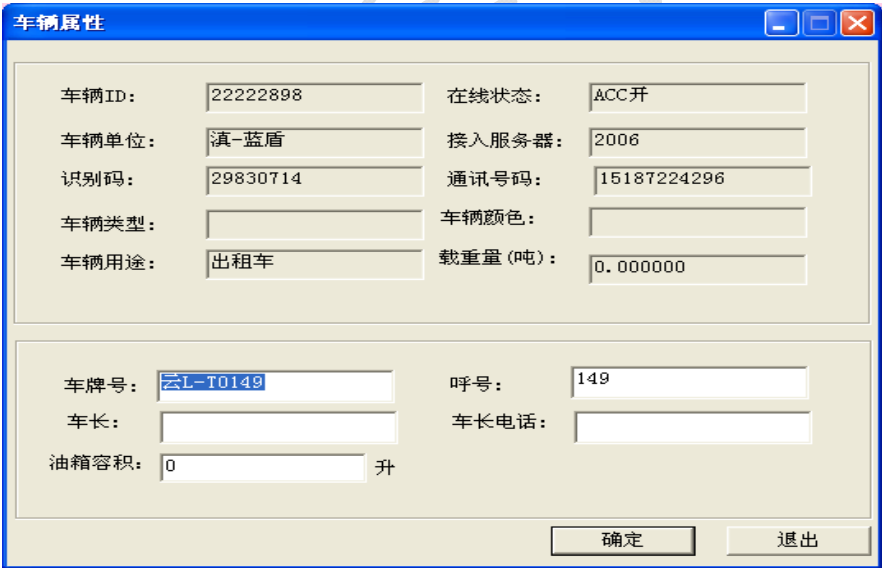 车辆属性
车辆ID: 22222898 在线状态: ACC开
车辆单位: 滇-蓝盾 接入服务器: 2006
识别码: 29830714 通讯号码: 15187224296
车辆类型: 车辆颜色:
车辆用途: 出租车 载重量(吨): 0.000000
车牌号: 云L-T0149 呼号: 149
车长: 车长电话:
油箱容积: 0 升
确定 退出